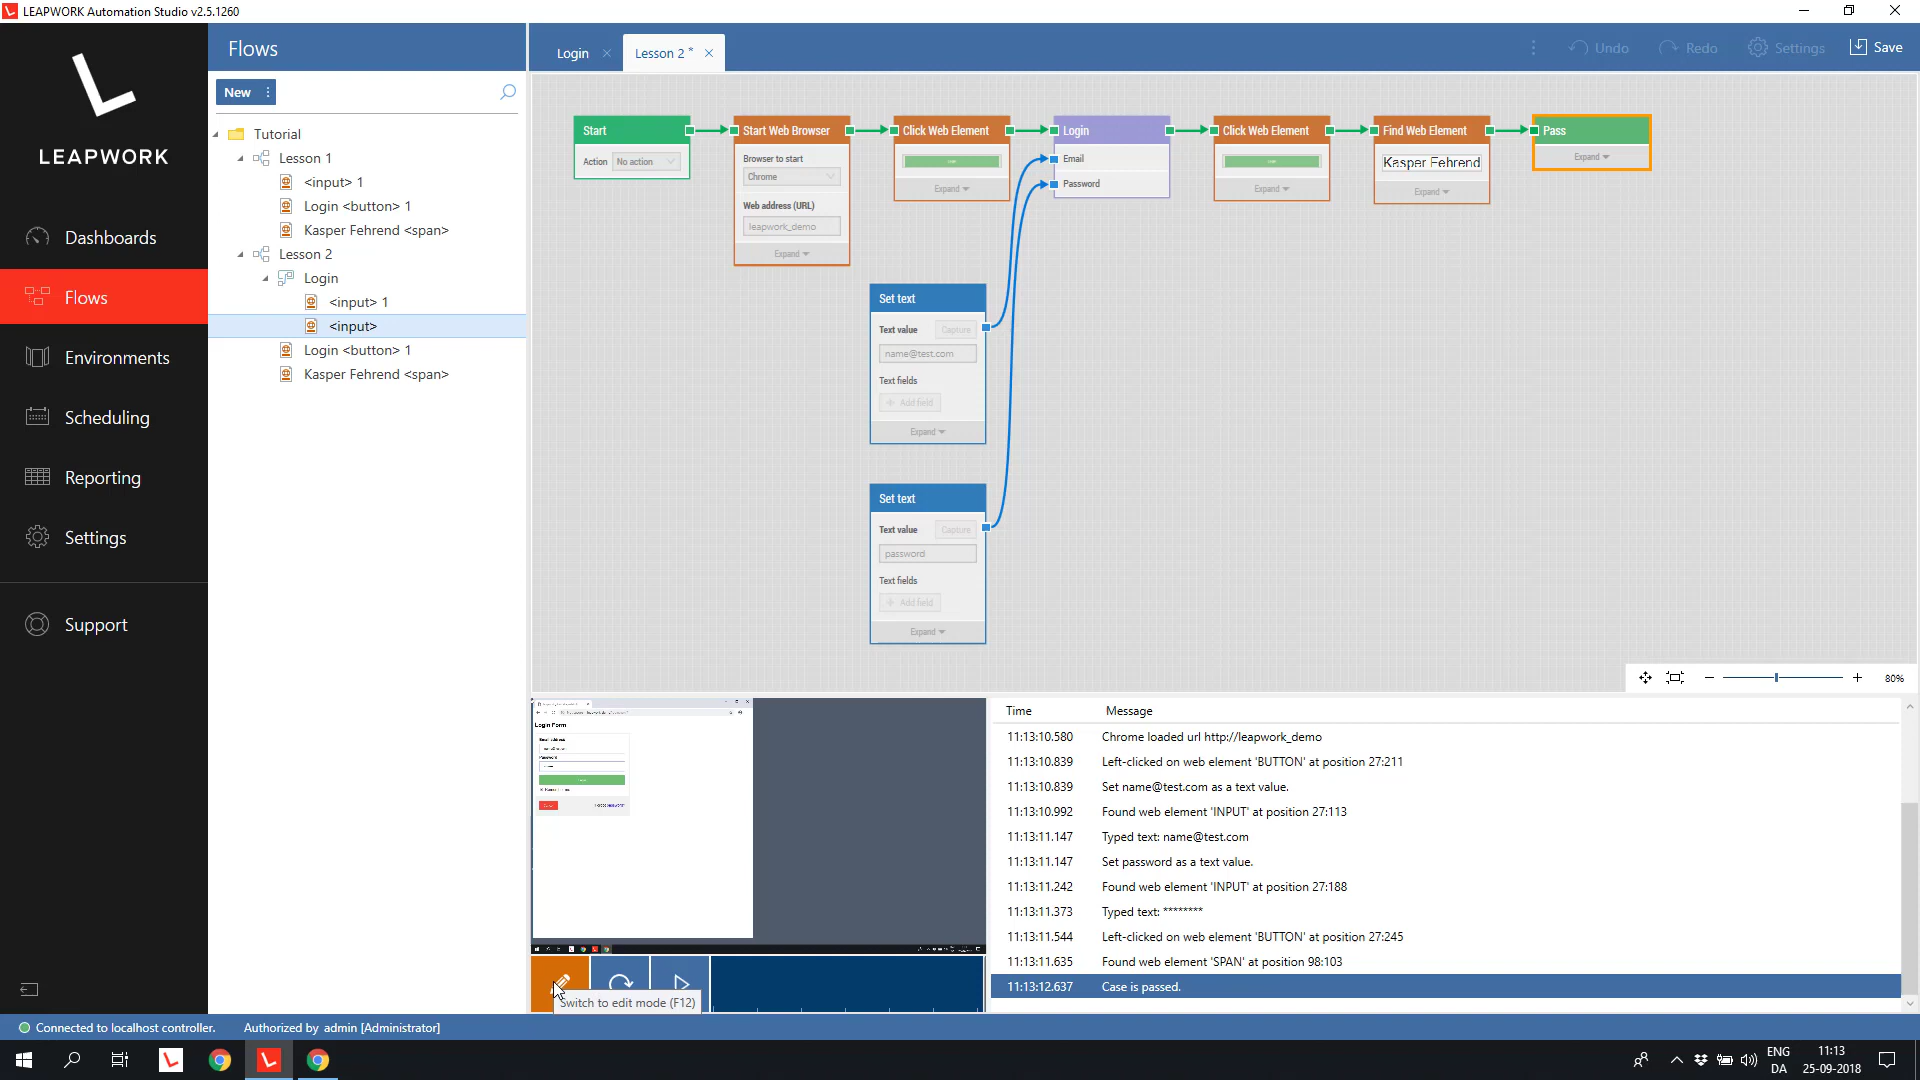 LEAPWORK Automation Studio v2.5.1260
LEAPWORK
Dashboards
Flows
Environments
Scheduling
Reporting
Settings
Support
Flows
New
Tutorial
Lesson 1
<input> 1
Login <button> 1
Kasper Fehrend <span>
Lesson 2
Login
<input> 1
<input>
Login <button> 1
Kasper Fehrend <span>
Login
Lesson 2 *
Undo
Redo
Settings
Save
Start
Action No action
Start Web Browser
Browser to start
Chrome
Web address (URL)
leapwork_demo
Expand
Click Web Element
Expand
Login
Email
Password
Click Web Element
Expand
Find Web Element
Kasper Fehrend
Expand
Pass
Expand
Set text
Text value Capture
name@test.com
Text fields
+ Add field
Expand
Set text
Text value Capture
password
Text fields
+ Add field
Expand
80%
Login Form
Email address
Password
Switch to edit mode (F12)
Time Message
11:13:10.580 Chrome loaded url http://leapwork_demo
11:13:10.839 Left-clicked on web element 'BUTTON' at position 27:211
11:13:10.839 Set name@test.com as a text value.
11:13:10.992 Found web element 'INPUT' at position 27:113
11:13:11.147 Typed text: name@test.com
11:13:11.147 Set password as a text value.
11:13:11.242 Found web element 'INPUT' at position 27:188
11:13:11.373 Typed text: ********
11:13:11.544 Left-clicked on web element 'BUTTON' at position 27:245
11:13:11.635 Found web element 'SPAN' at position 98:103
11:13:12.637 Case is passed.
Connected to localhost controller. Authorized by admin [Administrator]
ENG
DA
11:13
25-09-2018